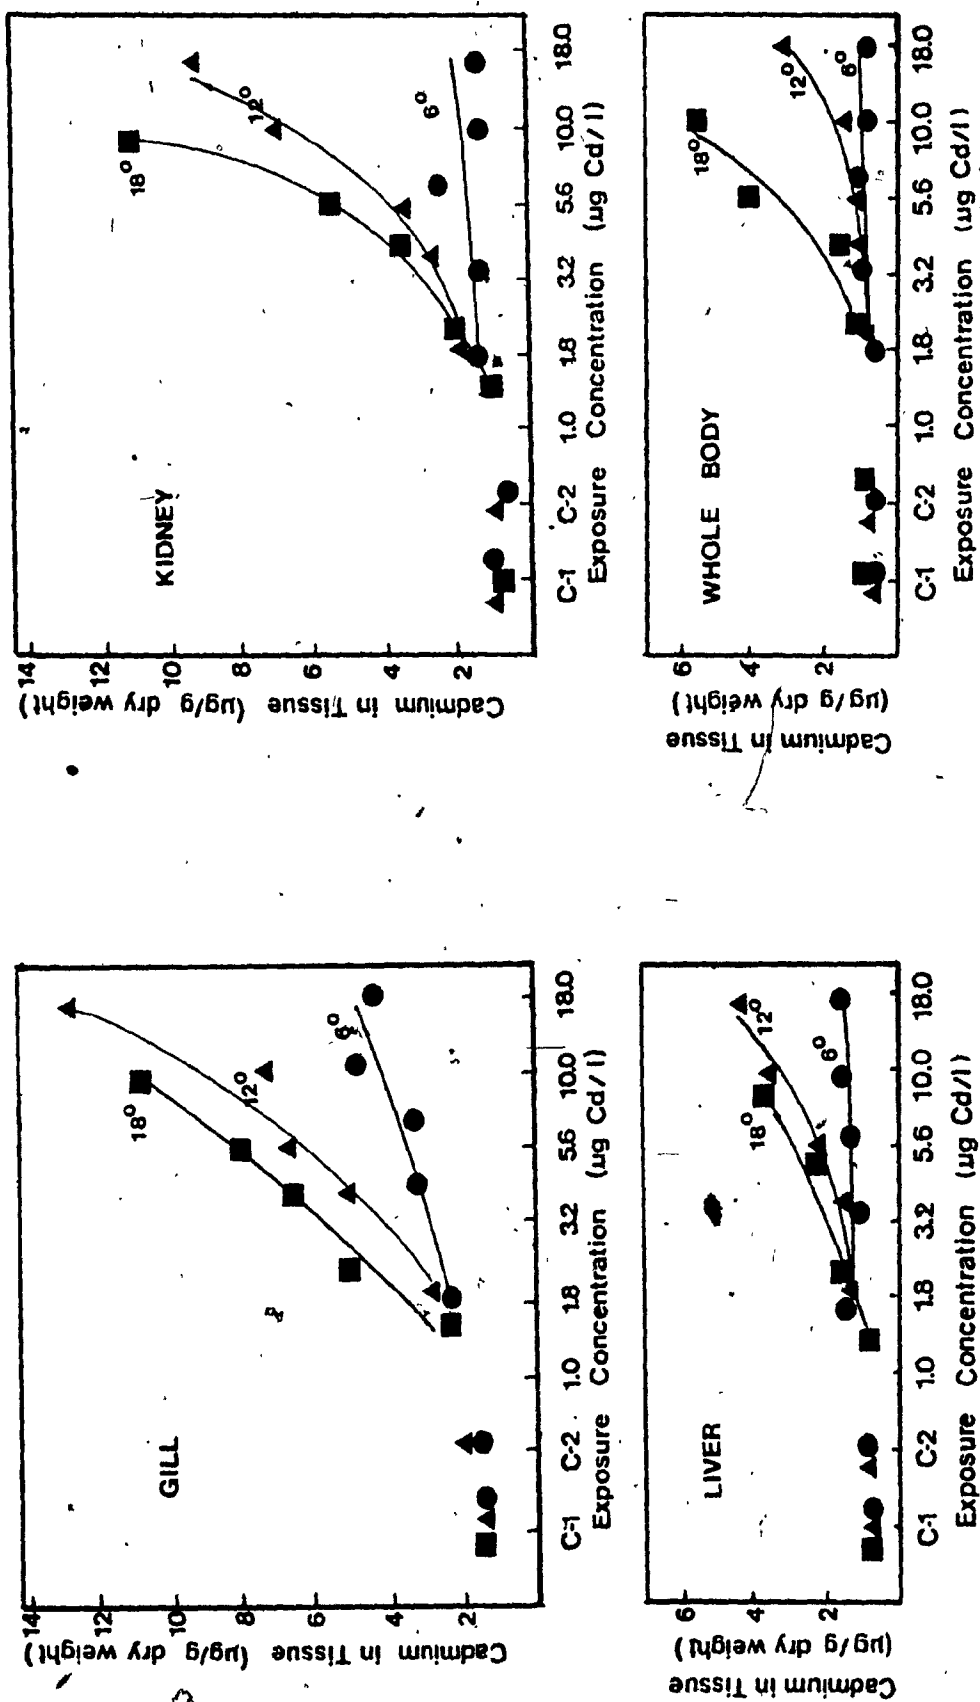 GILL
14
10
8
6
4
2
Cadmium in Tissue (µg/g dry weight)
18°
12°
6°
C-1 C-2 1.0 1.8 3.2 5.6 10.0 18.0
Exposure Concentration (µg Cd/l)
KIDNEY
14
10
8
6
4
2
Cadmium in Tissue (µg/g dry weight)
18°
12°
6°
C-1 C-2 1.0 1.8 3.2 5.6 10.0 18.0
Exposure Concentration (µg Cd/l)
LIVER
6
4
2
Cadmium in Tissue
(µg/g dry weight)
18°
12°
6°
C-1 C-2 1.0 1.8 3.2 5.6 10.0 18.0
Exposure Concentration (µg Cd/l)
WHOLE BODY
6
4
2
Cadmium in Tissue
(µg/g dry weight)
18°
12°
6°
C-1 C-2 1.0 1.8 3.2 5.6 10.0 18.0
Exposure Concentration (µg Cd/l)